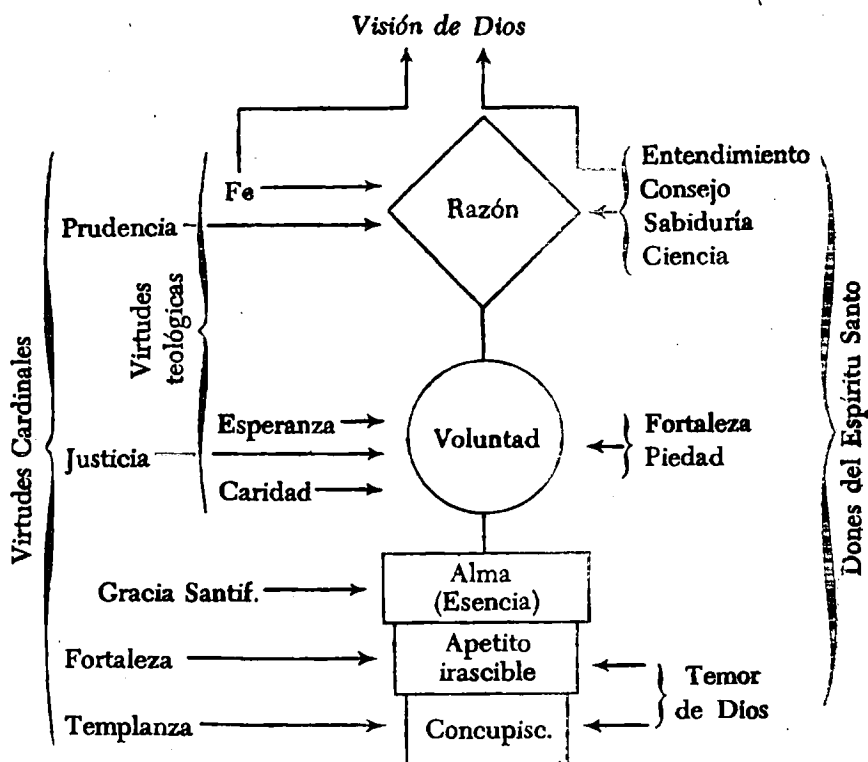 Visión de Dios
Fe
Prudencia
Razón
Entendimiento
Consejo
Sabiduría
Ciencia
Virtudes
teológicas
Virtudes Cardinales
Dones del Espíritu Santo
Esperanza
Justicia
Caridad
Voluntad
Fortaleza
Piedad
Gracia Santif.
Alma
(Esencia)
Fortaleza
Apetito
irascible
Temor
de Dios
Templanza
Concupisc.